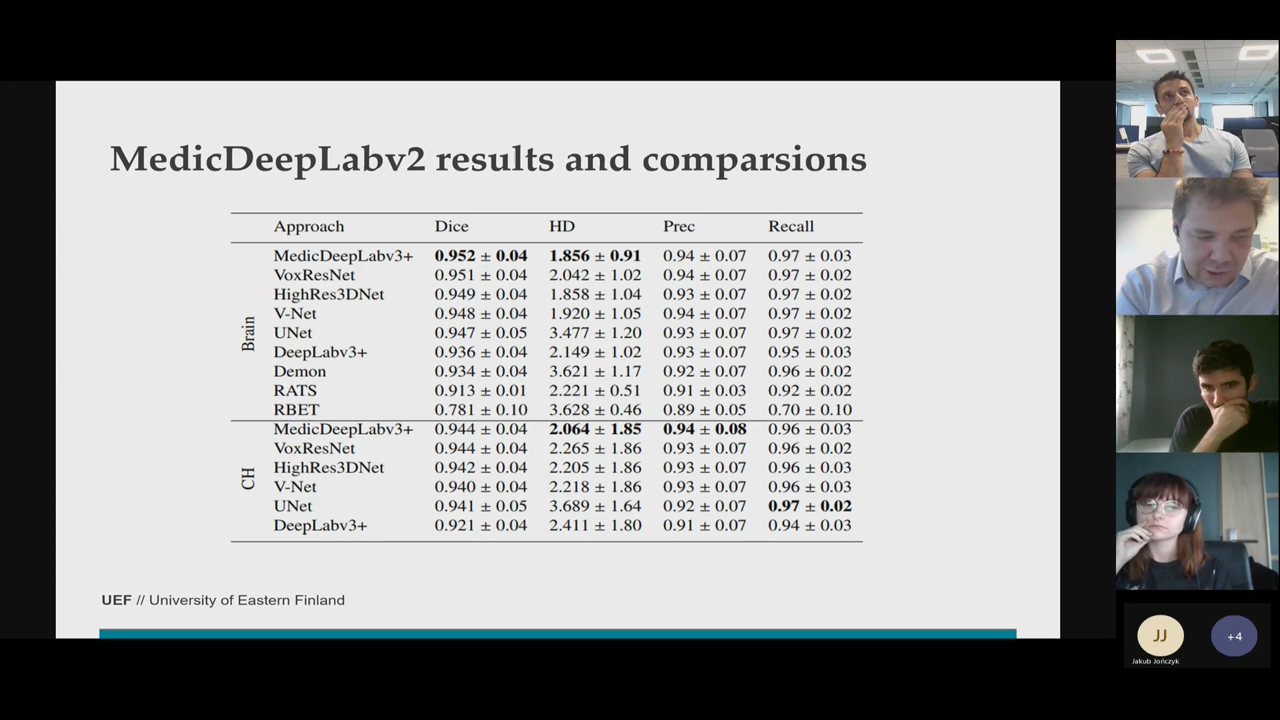 MedicDeepLabv2 results and comparsions
Approach Dice HD Prec Recall
Brain
MedicDeepLabv3+ 0.952 ± 0.04 1.856 ± 0.91 0.94 ± 0.07 0.97 ± 0.03
VoxResNet 0.951 ± 0.04 2.042 ± 1.02 0.94 ± 0.07 0.97 ± 0.02
HighRes3DNet 0.949 ± 0.04 1.858 ± 1.04 0.93 ± 0.07 0.97 ± 0.02
V-Net 0.948 ± 0.04 1.920 ± 1.05 0.94 ± 0.07 0.97 ± 0.02
UNet 0.947 ± 0.05 3.477 ± 1.20 0.93 ± 0.07 0.97 ± 0.02
DeepLabv3+ 0.936 ± 0.04 2.149 ± 1.02 0.93 ± 0.07 0.95 ± 0.03
Demon 0.934 ± 0.04 3.621 ± 1.17 0.92 ± 0.07 0.96 ± 0.02
RATS 0.913 ± 0.01 2.221 ± 0.51 0.91 ± 0.03 0.92 ± 0.02
RBET 0.781 ± 0.10 3.628 ± 0.46 0.89 ± 0.05 0.70 ± 0.10
CH
MedicDeepLabv3+ 0.944 ± 0.04 2.064 ± 1.85 0.94 ± 0.08 0.96 ± 0.03
VoxResNet 0.944 ± 0.04 2.265 ± 1.86 0.93 ± 0.07 0.96 ± 0.02
HighRes3DNet 0.942 ± 0.04 2.205 ± 1.86 0.93 ± 0.07 0.96 ± 0.03
V-Net 0.940 ± 0.04 2.218 ± 1.86 0.93 ± 0.07 0.96 ± 0.03
UNet 0.941 ± 0.05 3.689 ± 1.64 0.92 ± 0.07 0.97 ± 0.02
DeepLabv3+ 0.921 ± 0.04 2.411 ± 1.80 0.91 ± 0.07 0.94 ± 0.03
UEF // University of Eastern Finland
JJ
Jakub Jończyk
+4